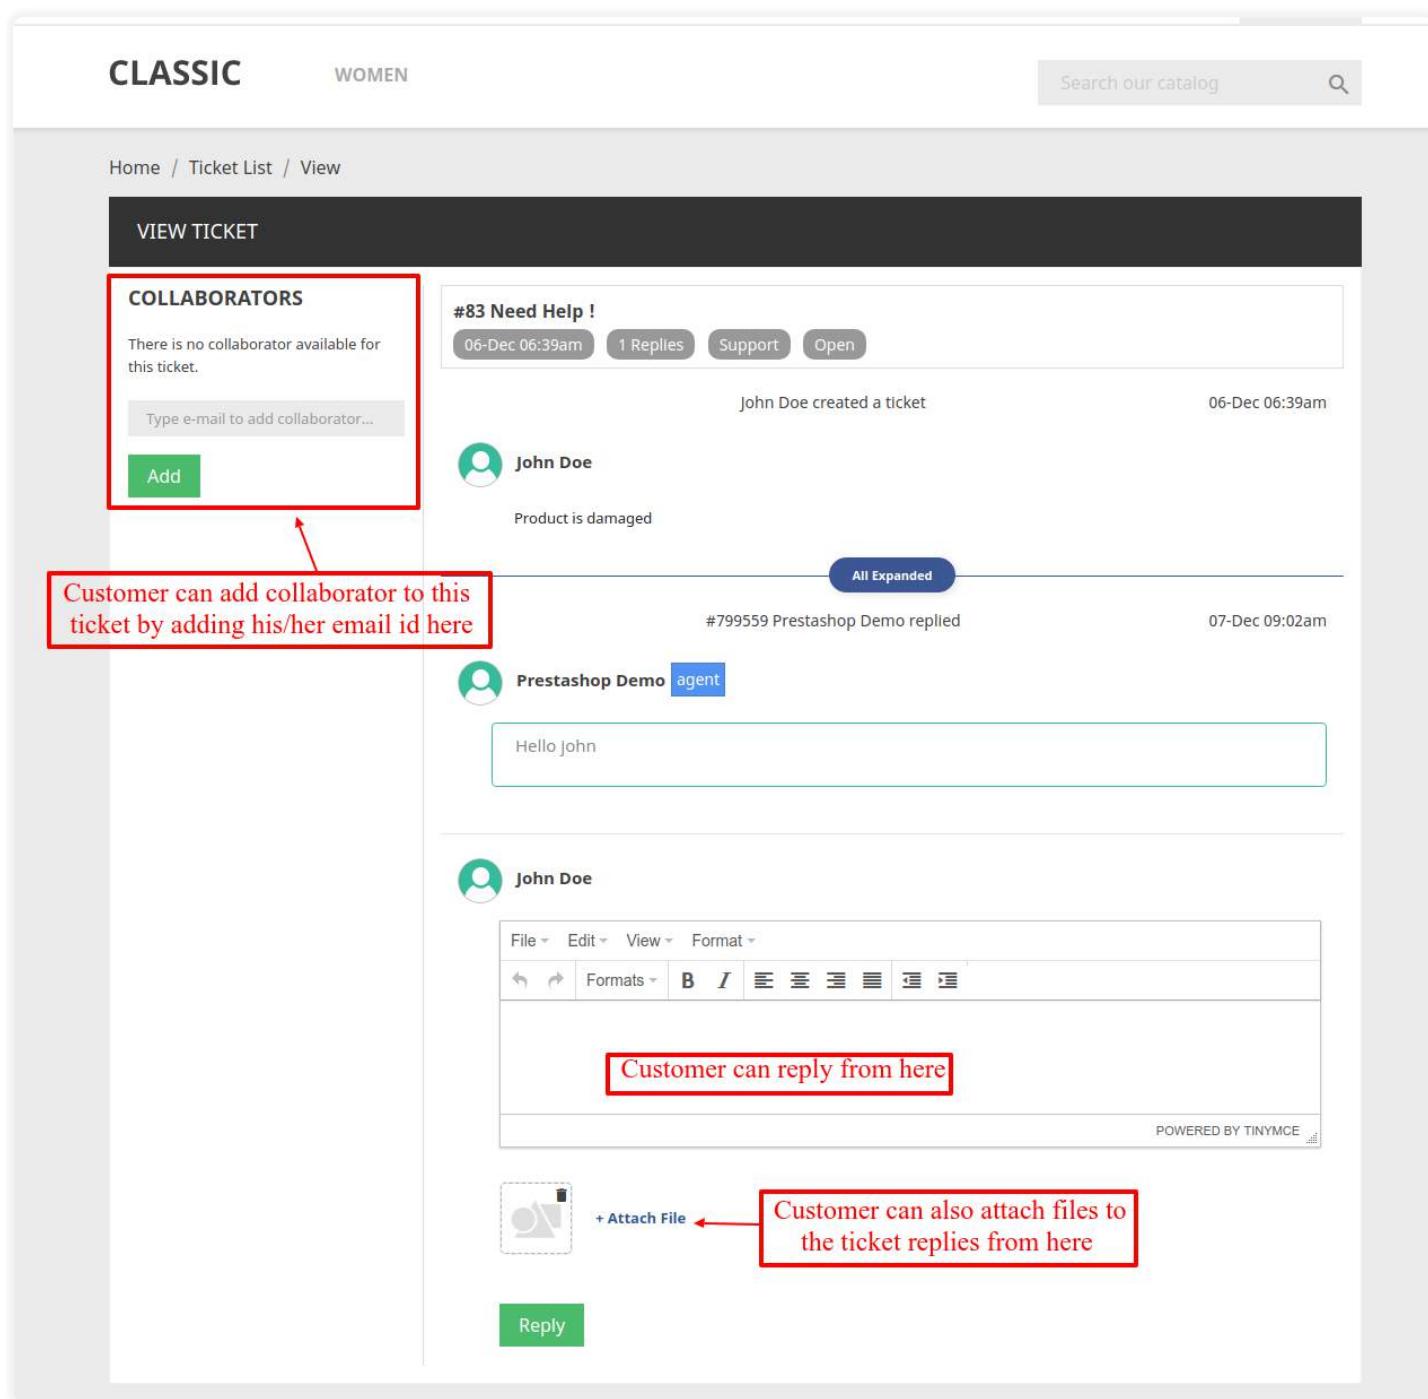 CLASSIC
WOMEN
Search our catalog
Home / Ticket List / View
VIEW TICKET
COLLABORATORS
There is no collaborator available for
this ticket.
Type e-mail to add collaborator...
Add
Customer can add collaborator to this
ticket by adding his/her email id here
#83 Need Help !
06-Dec 06:39am
1 Replies
Support
Open
John Doe created a ticket
06-Dec 06:39am
John Doe
Product is damaged
All Expanded
#799559 Prestashop Demo replied
07-Dec 09:02am
Prestashop Demo
agent
Hello John
John Doe
File
Edit
View
Format
Formats
B
I
Customer can reply from here
POWERED BY TINYMCE
+ Attach File
Customer can also attach files to
the ticket replies from here
Reply